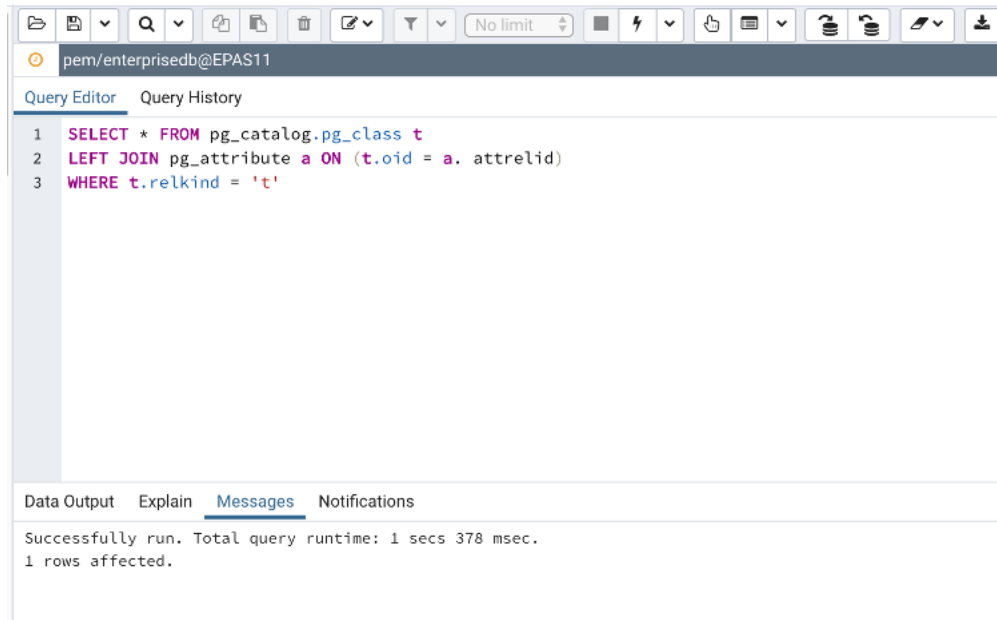 No limit
pem/enterprisedb@EPAS11
Query Editor Query History
1 SELECT * FROM pg_catalog.pg_class t
2 LEFT JOIN pg_attribute a ON (t.oid = a. attrelid)
3 WHERE t.relkind = 't'
Data Output Explain Messages Notifications
Successfully run. Total query runtime: 1 secs 378 msec.
1 rows affected.